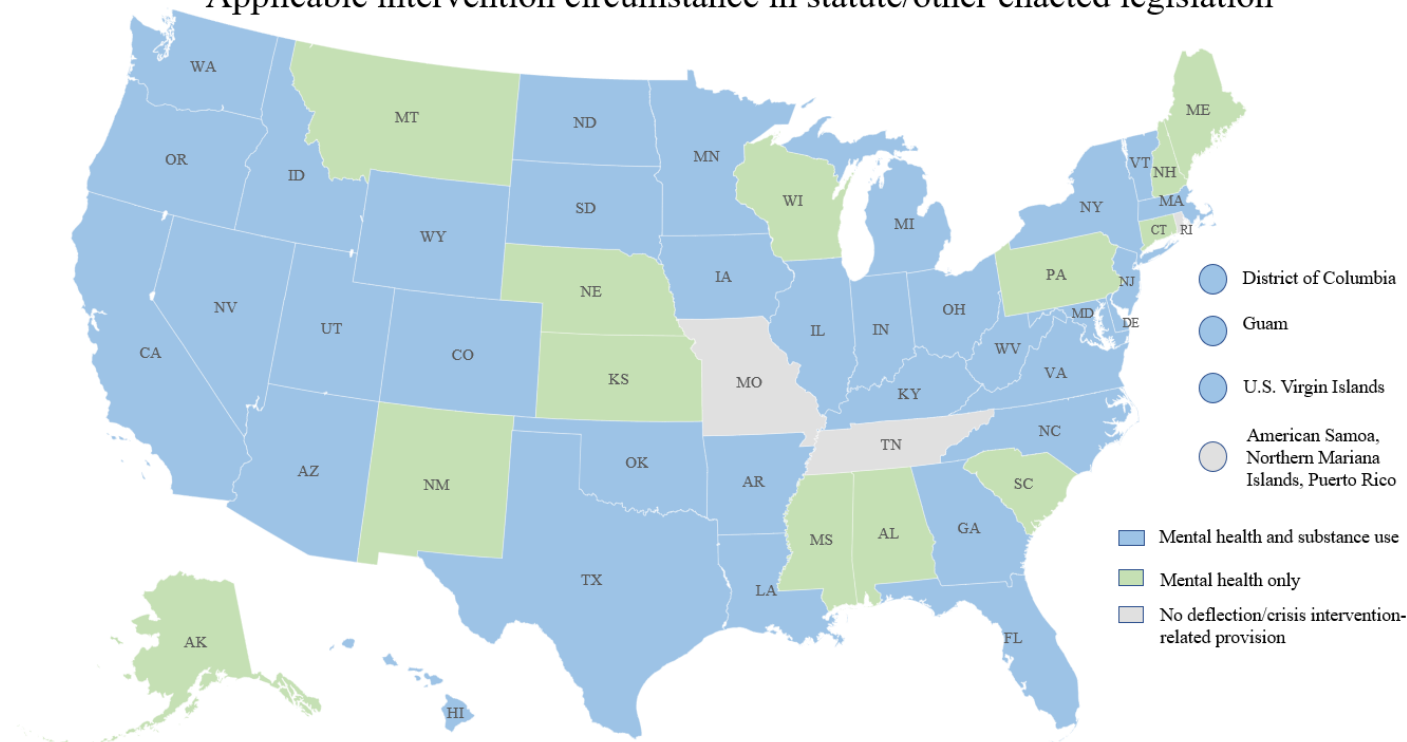 Applicable intervention circumstance in statute/other enacted legislation
WA
MT
ME
ND
OR
MN
VT
NH
ID
WI
MA
SD
NY
MI
WY
CT
RI
PA
IA
NE
NJ
District of Columbia
NV
OH
MD
DE
Guam
UT
IL
IN
CA
CO
WV
KS
MO
VA
KY
U.S. Virgin Islands
NC
TN
American Samoa,
Northern Mariana
Islands, Puerto Rico
AZ
OK
NM
AR
SC
MS
AL
GA
Mental health and substance use
TX
LA
Mental health only
No deflection/crisis intervention-
related provision
AK
FL
HI